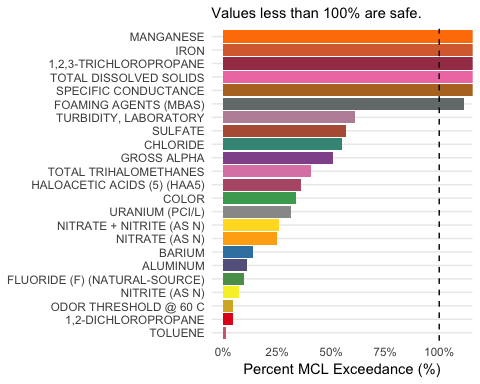 Values less than 100% are safe.
MANGANESE
IRON
1,2,3-TRICHLOROPROPANE
TOTAL DISSOLVED SOLIDS
SPECIFIC CONDUCTANCE
FOAMING AGENTS (MBAS)
TURBIDITY, LABORATORY
SULFATE
CHLORIDE
GROSS ALPHA
TOTAL TRIHALOMETHANES
HALOACETIC ACIDS (5) (HAA5)
COLOR
URANIUM (PCI/L)
NITRATE + NITRITE (AS N)
NITRATE (AS N)
BARIUM
ALUMINUM
FLUORIDE (F) (NATURAL-SOURCE)
NITRITE (AS N)
ODOR THRESHOLD @ 60 C
1,2-DICHLOROPROPANE
TOLUENE
0% 25% 50% 75% 100%
Percent MCL Exceedance (%)